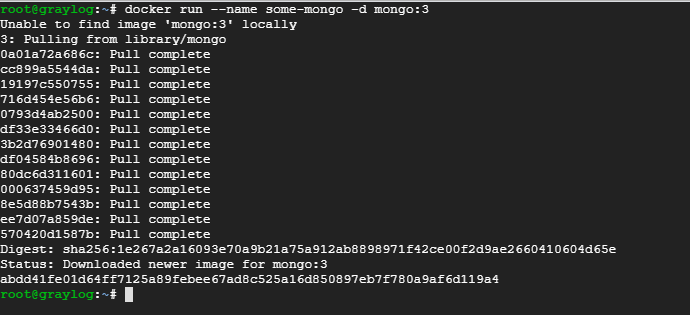 root@graylog:~# docker run --name some-mongo -d mongo:3
Unable to find image 'mongo:3' locally
3: Pulling from library/mongo
0a01a72a686c: Pull complete
cc899a5544da: Pull complete
19197c550755: Pull complete
716d454e56b6: Pull complete
0793d4ab2500: Pull complete
df33e33466d0: Pull complete
3b2d76901480: Pull complete
df04584b8696: Pull complete
80dc6d311601: Pull complete
000637459d95: Pull complete
8e5d88b7543b: Pull complete
ee7d07a859de: Pull complete
570420d1587b: Pull complete
Digest: sha256:1e267a2a16093e70a9b21a75a912ab8898971f42ce00f2d9ae2660410604d65e
Status: Downloaded newer image for mongo:3
abdd41fe01d64ff7125a89febee67ad8c525a16d850897eb7f780a9af6d119a4
root@graylog:~#